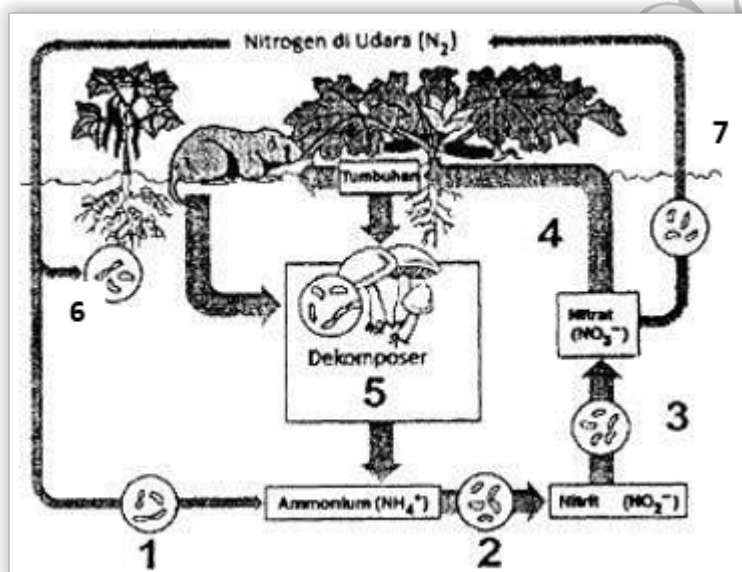 Nitrogen di Udara (N₂)
7
Tumbuhan
4
6
Nitrat
(NO₃⁻)
Dekomposer
5
3
Ammonium (NH₄⁺)
Nitrit (NO₂⁻)
1
2